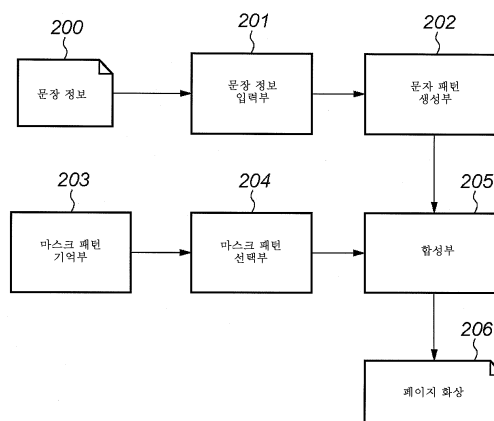 200
201
202
문장 정보
문장 정보
입력부
문자 패턴
생성부
203
204
205
마스크 패턴
기억부
마스크 패턴
선택부
합성부
206
페이지 화상